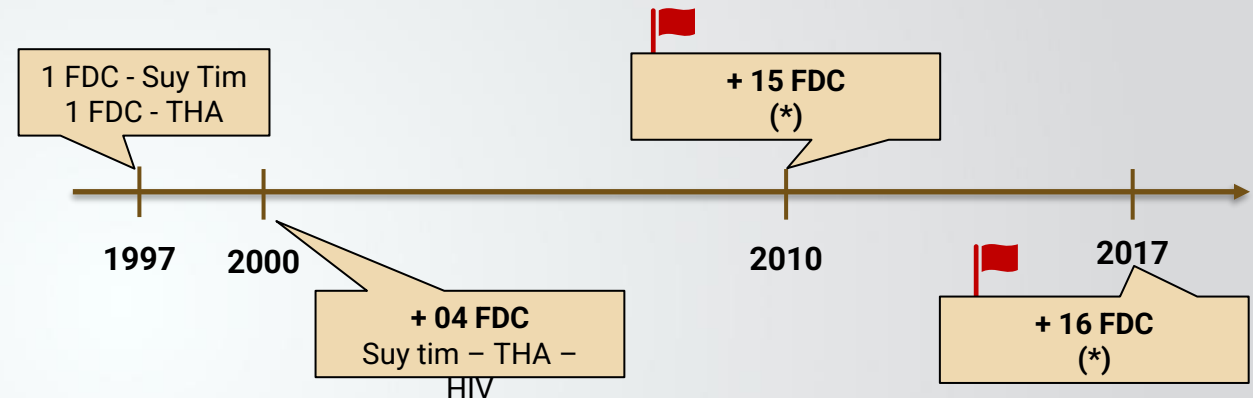 1 FDC - Suy Tim
1 FDC - THA
+ 15 FDC
(*)
1997
2000
2010
2017
+ 04 FDC
Suy tim – THA –
HIV
+ 16 FDC
(*)